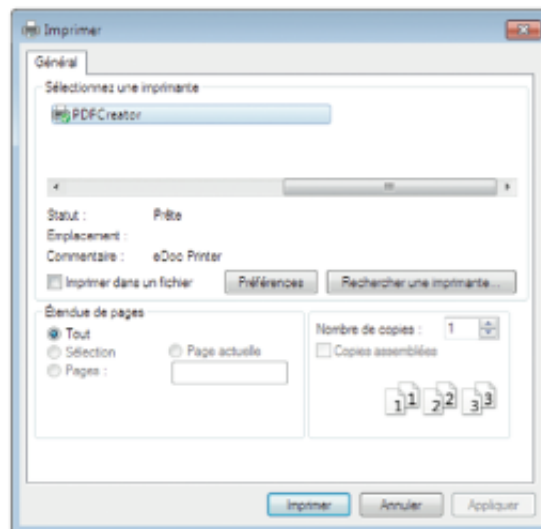 Imprimer
Général
Sélectionnez une imprimante
PDFCreator
Statut : Prête
Emplacement :
Commentaire : eDoc Printer
Imprimer dans un fichier Préférences Rechercher une imprimante...
Étendue de pages
Tout
Sélection Page actuelle
Pages :
Nombre de copies : 1
Copies assemblées
1 1 2 2 3 3
Imprimer Annuler Appliquer